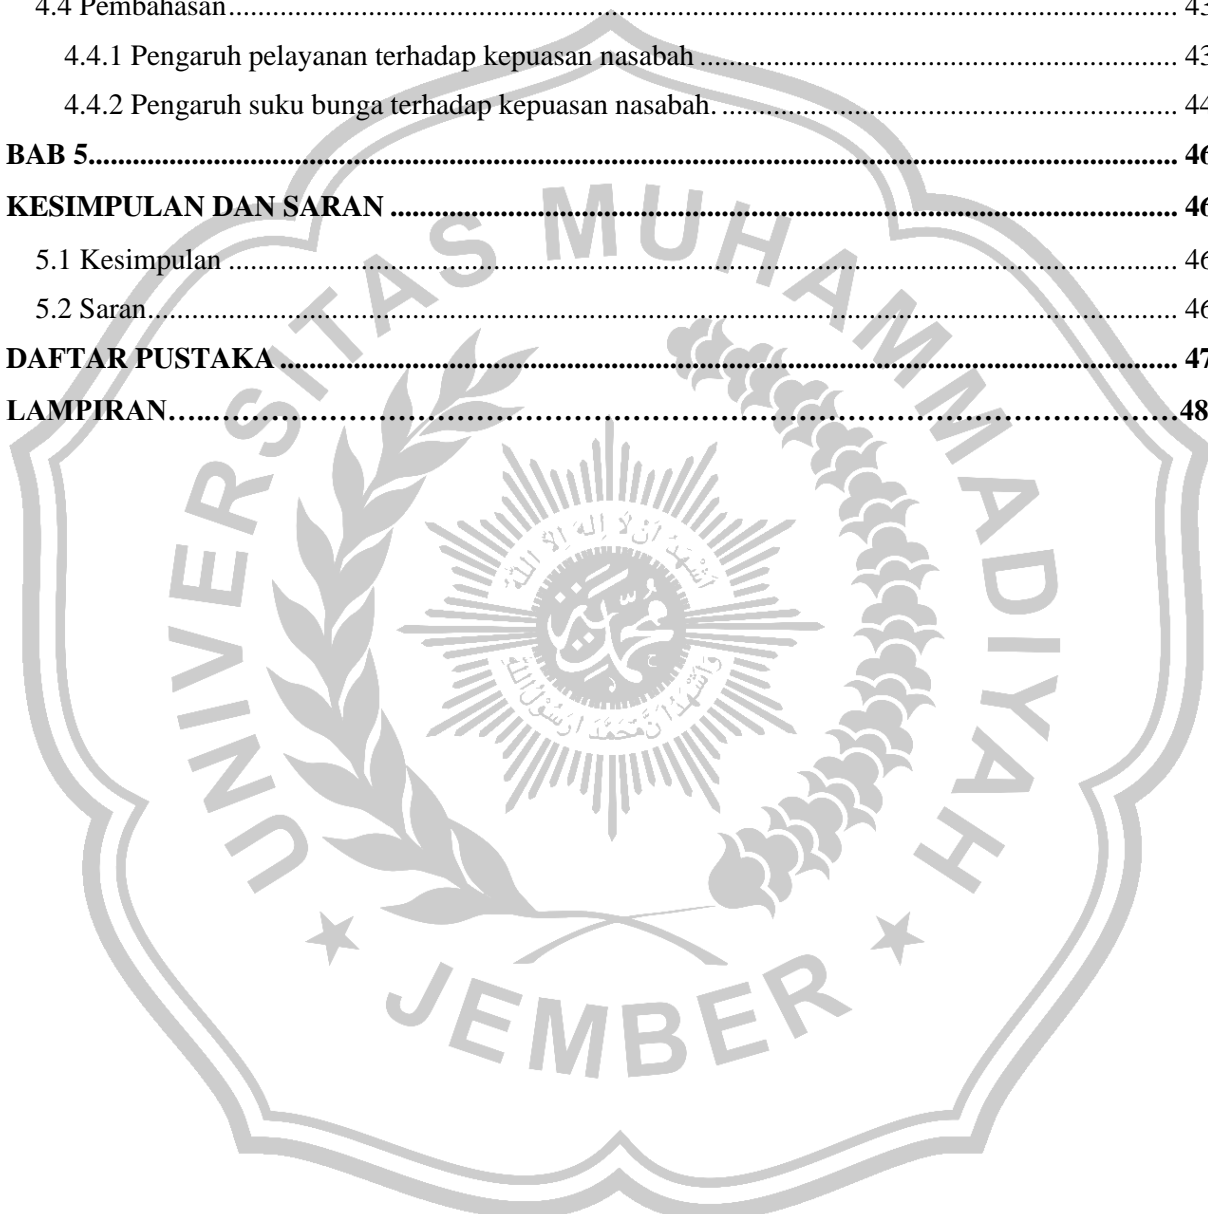 4.4 Pembahasan.......... 43
4.4.1 Pengaruh pelayanan terhadap kepuasan nasabah .......... 43
4.4.2 Pengaruh suku bunga terhadap kepuasan nasabah. .......... 44
BAB 5.......... 46
KESIMPULAN DAN SARAN .......... 46
5.1 Kesimpulan .......... 46
5.2 Saran.......... 46
DAFTAR PUSTAKA .......... 47
LAMPIRAN…..……………………48
UNIVERSITAS MUHAMMADIYAH
JEMBER